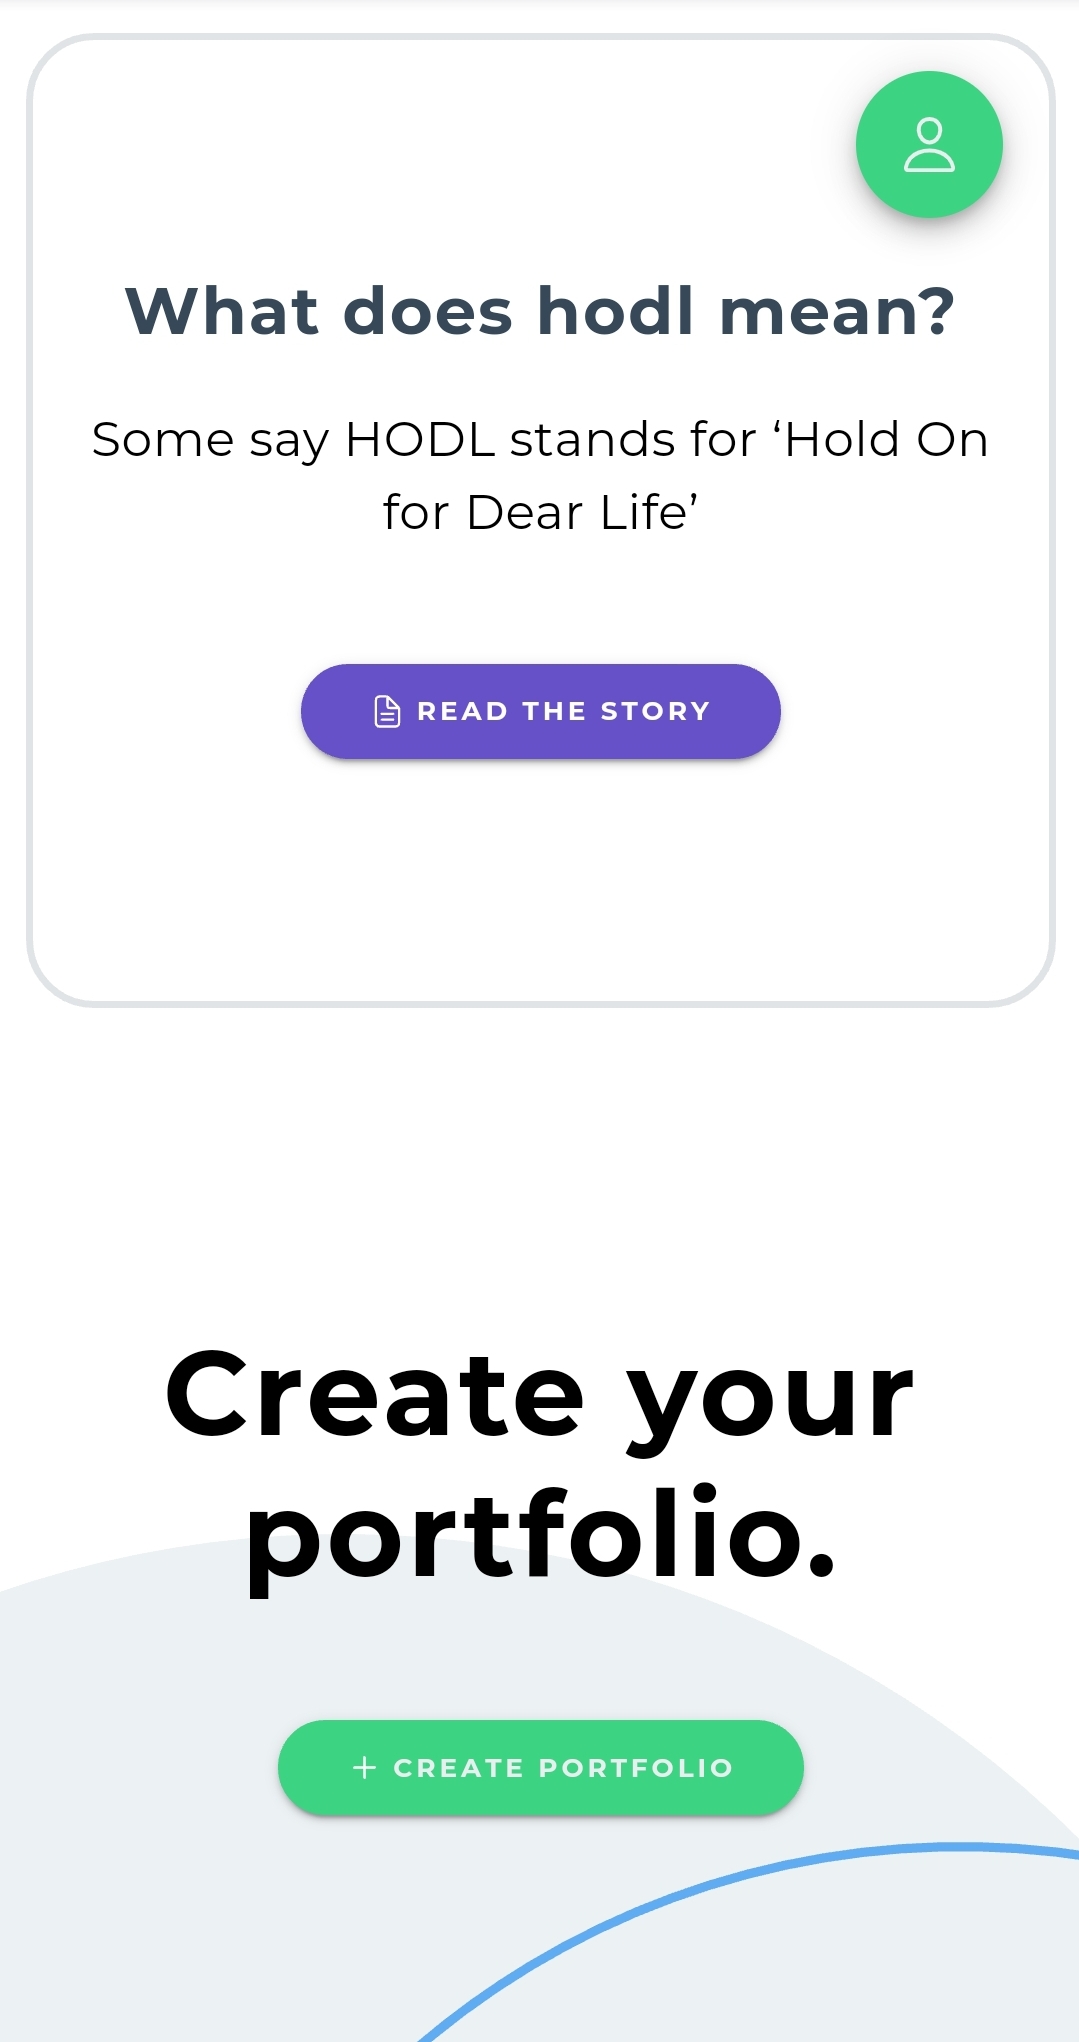 What does hodl mean?
Some say HODL stands for ‘Hold On
for Dear Life’
READ THE STORY
Create your
portfolio.
CREATE PORTFOLIO